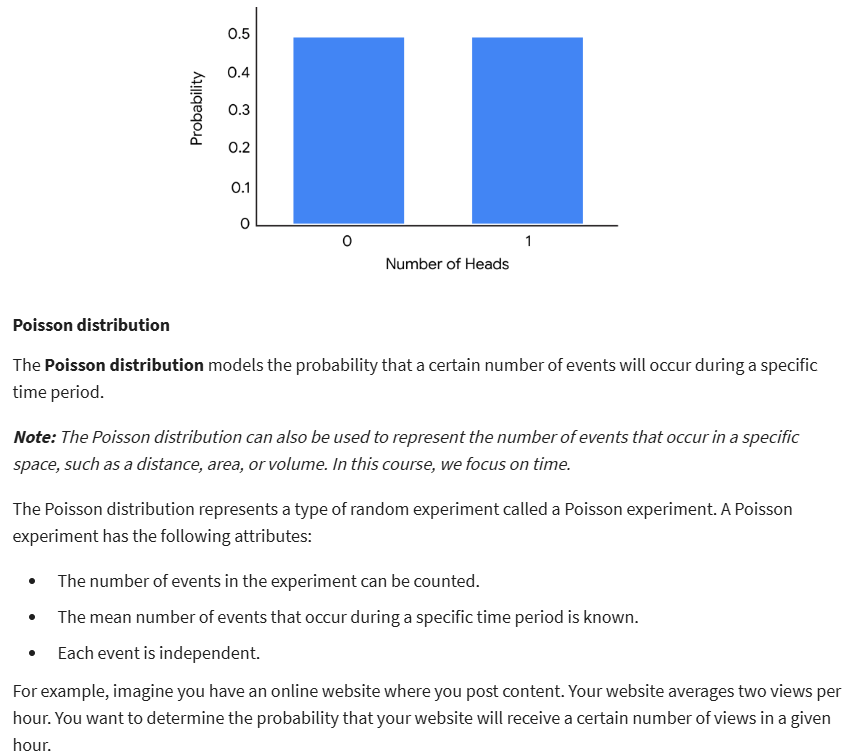 0.5
0.4
0.3
0.2
0.1
0
Probability
0 1
Number of Heads
Poisson distribution
The Poisson distribution models the probability that a certain number of events will occur during a specific
time period.
Note: The Poisson distribution can also be used to represent the number of events that occur in a specific
space, such as a distance, area, or volume. In this course, we focus on time.
The Poisson distribution represents a type of random experiment called a Poisson experiment. A Poisson
experiment has the following attributes:
• The number of events in the experiment can be counted.
• The mean number of events that occur during a specific time period is known.
• Each event is independent.
For example, imagine you have an online website where you post content. Your website averages two views per
hour. You want to determine the probability that your website will receive a certain number of views in a given
hour.